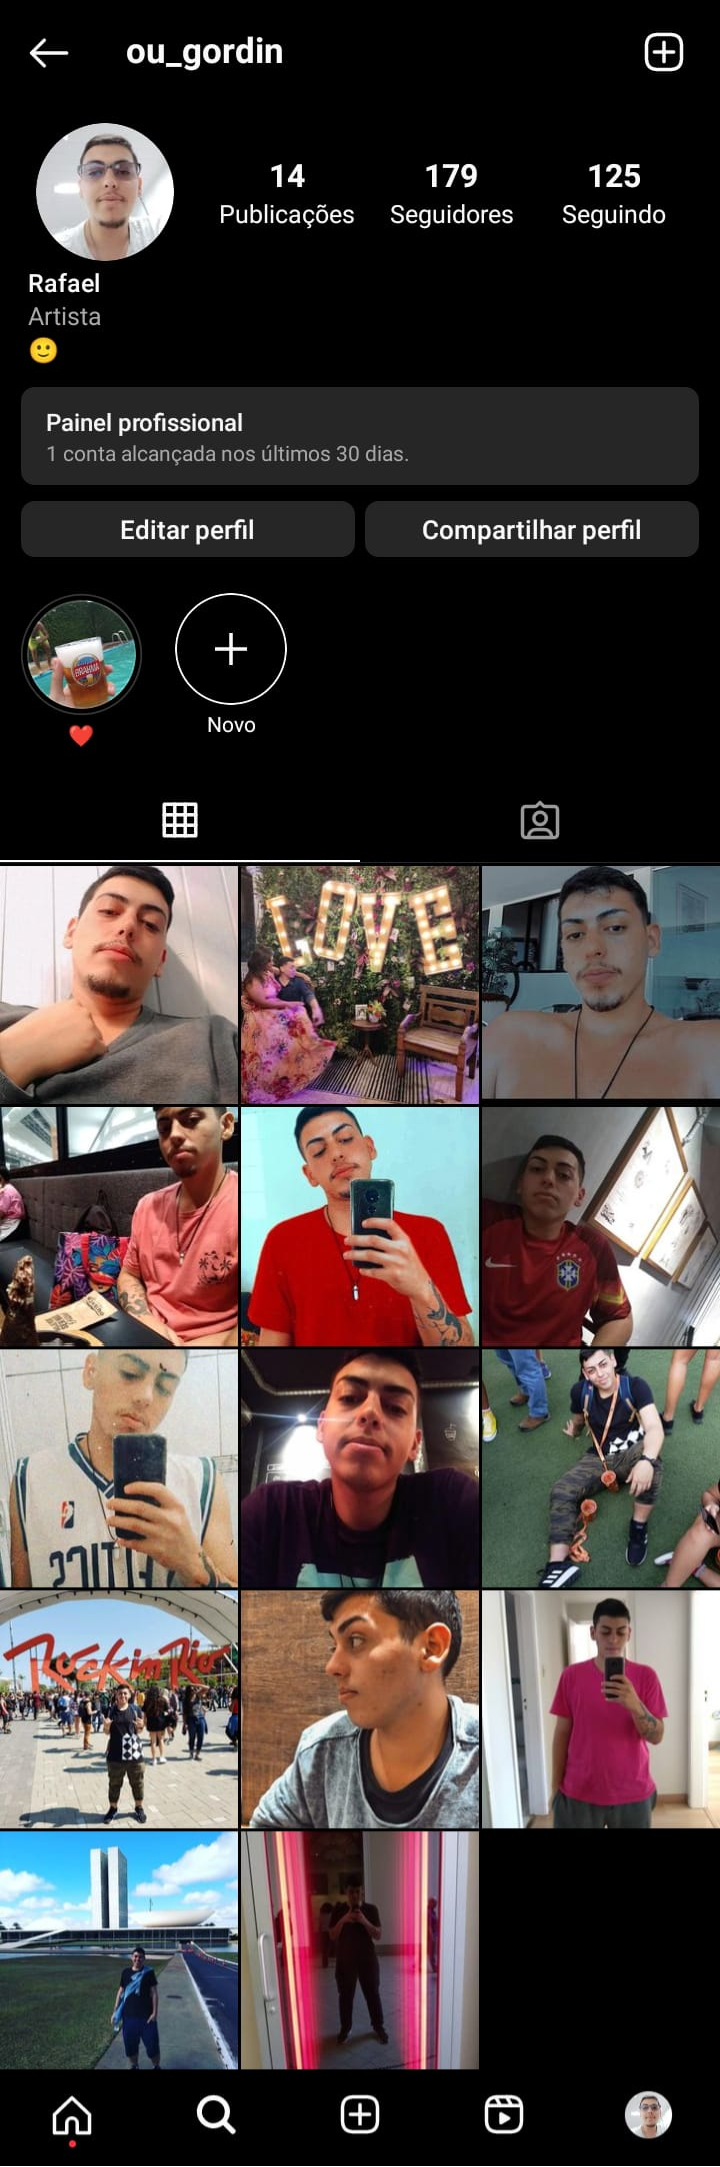 ou_gordin
14 179 125
Publicações Seguidores Seguindo
Rafael
Artista
Painel profissional
1 conta alcançada nos últimos 30 dias.
Editar perfil Compartilhar perfil
BRAHMA
Novo
LOVE
Rock in Rio